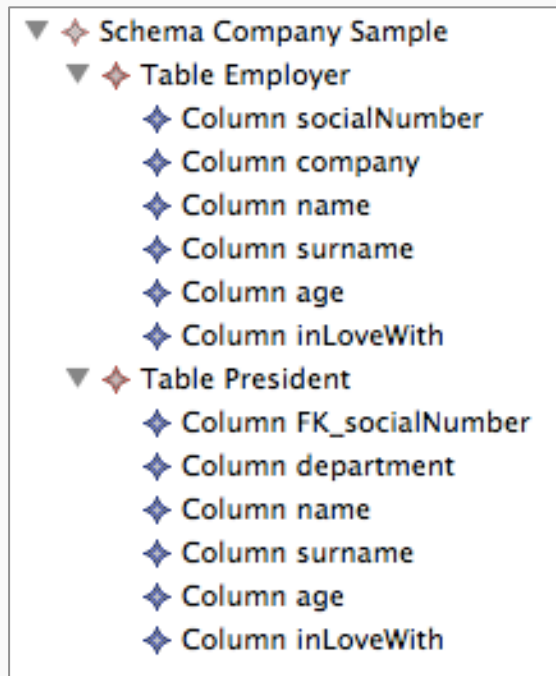 Schema Company Sample
Table Employer
Column socialNumber
Column company
Column name
Column surname
Column age
Column inLoveWith
Table President
Column FK_socialNumber
Column department
Column name
Column surname
Column age
Column inLoveWith